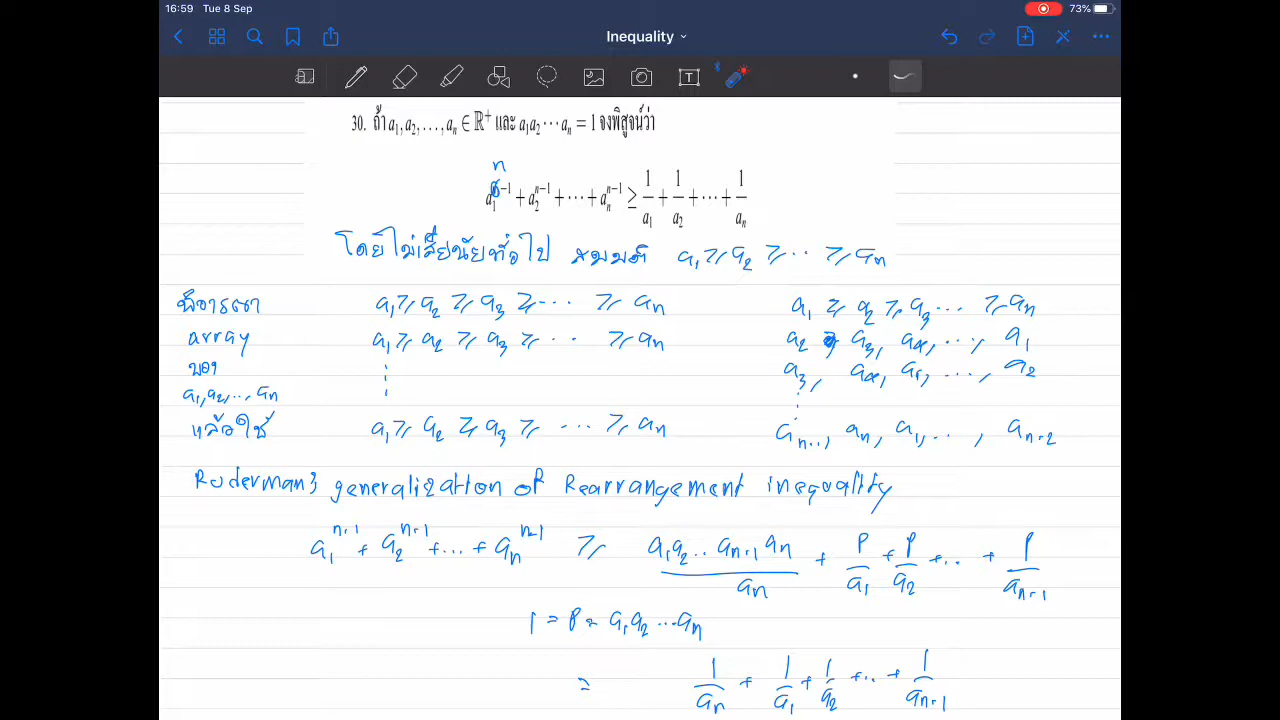 16:59 Tue 8 Sep 73%
Inequality
30. ถ้า a₁, a₂, ..., aₙ ∈ ℝ⁺ และ a₁a₂⋯aₙ = 1 จงพิสูจน์ว่า
n
a₁ⁿ⁻¹ + a₂ⁿ⁻¹ + ⋯ + aₙⁿ⁻¹ ≥ 1/a₁ + 1/a₂ + ⋯ + 1/aₙ
โดยไม่เสียนัยทั่วไป สมมติ a₁ ≥ a₂ ≥ ⋯ ≥ aₙ
พิจารณา a₁ ≥ a₂ ≥ a₃ ≥ ⋯ ≥ aₙ a₁ ≥ a₂ ≥ a₃ ⋯ ≥ aₙ
array a₁ ≥ a₂ ≥ a₃ ≥ ⋯ ≥ aₙ a₂ a₃, a₄, ⋯, a₁
ของ ⋮ a₃, a₄, a₅, ⋯, a₂
a₁, a₂, ⋯, aₙ ⋮
แล้วใช้ a₁ ≥ a₂ ≥ a₃ ≥ ⋯ ≥ aₙ aₙ₋₁, aₙ, a₁, ⋯, aₙ₋₂
Ruderman's generalization of Rearrangement inequality
a₁ⁿ⁻¹ + a₂ⁿ⁻¹ + ⋯ + aₙⁿ⁻¹ ≥ a₁a₂⋯aₙ₋₁aₙ/aₙ + P/a₁ + P/a₂ + ⋯ + P/aₙ₋₁
1 = P = a₁a₂⋯aₙ
= 1/aₙ + 1/a₁ + 1/a₂ + ⋯ + 1/aₙ₋₁